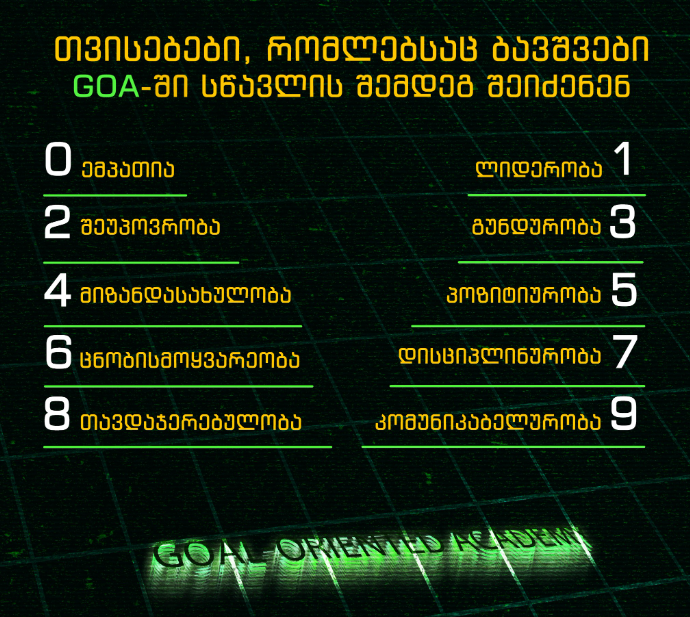 თვისებები, რომლებსაც ბავშვები
GOA-ში სწავლის შემდეგ შეიძენენ
0 ემპათია
ლიდერობა 1
2 შეუპოვრობა
გუნდურობა 3
4 მიზანდასახულობა
პოზიტიურობა 5
6 ცნობისმოყვარეობა
დისციპლინურობა 7
8 თავდაჯერებულობა
კომუნიკაბელურობა 9
GOAL ORIENTED ACADEMY